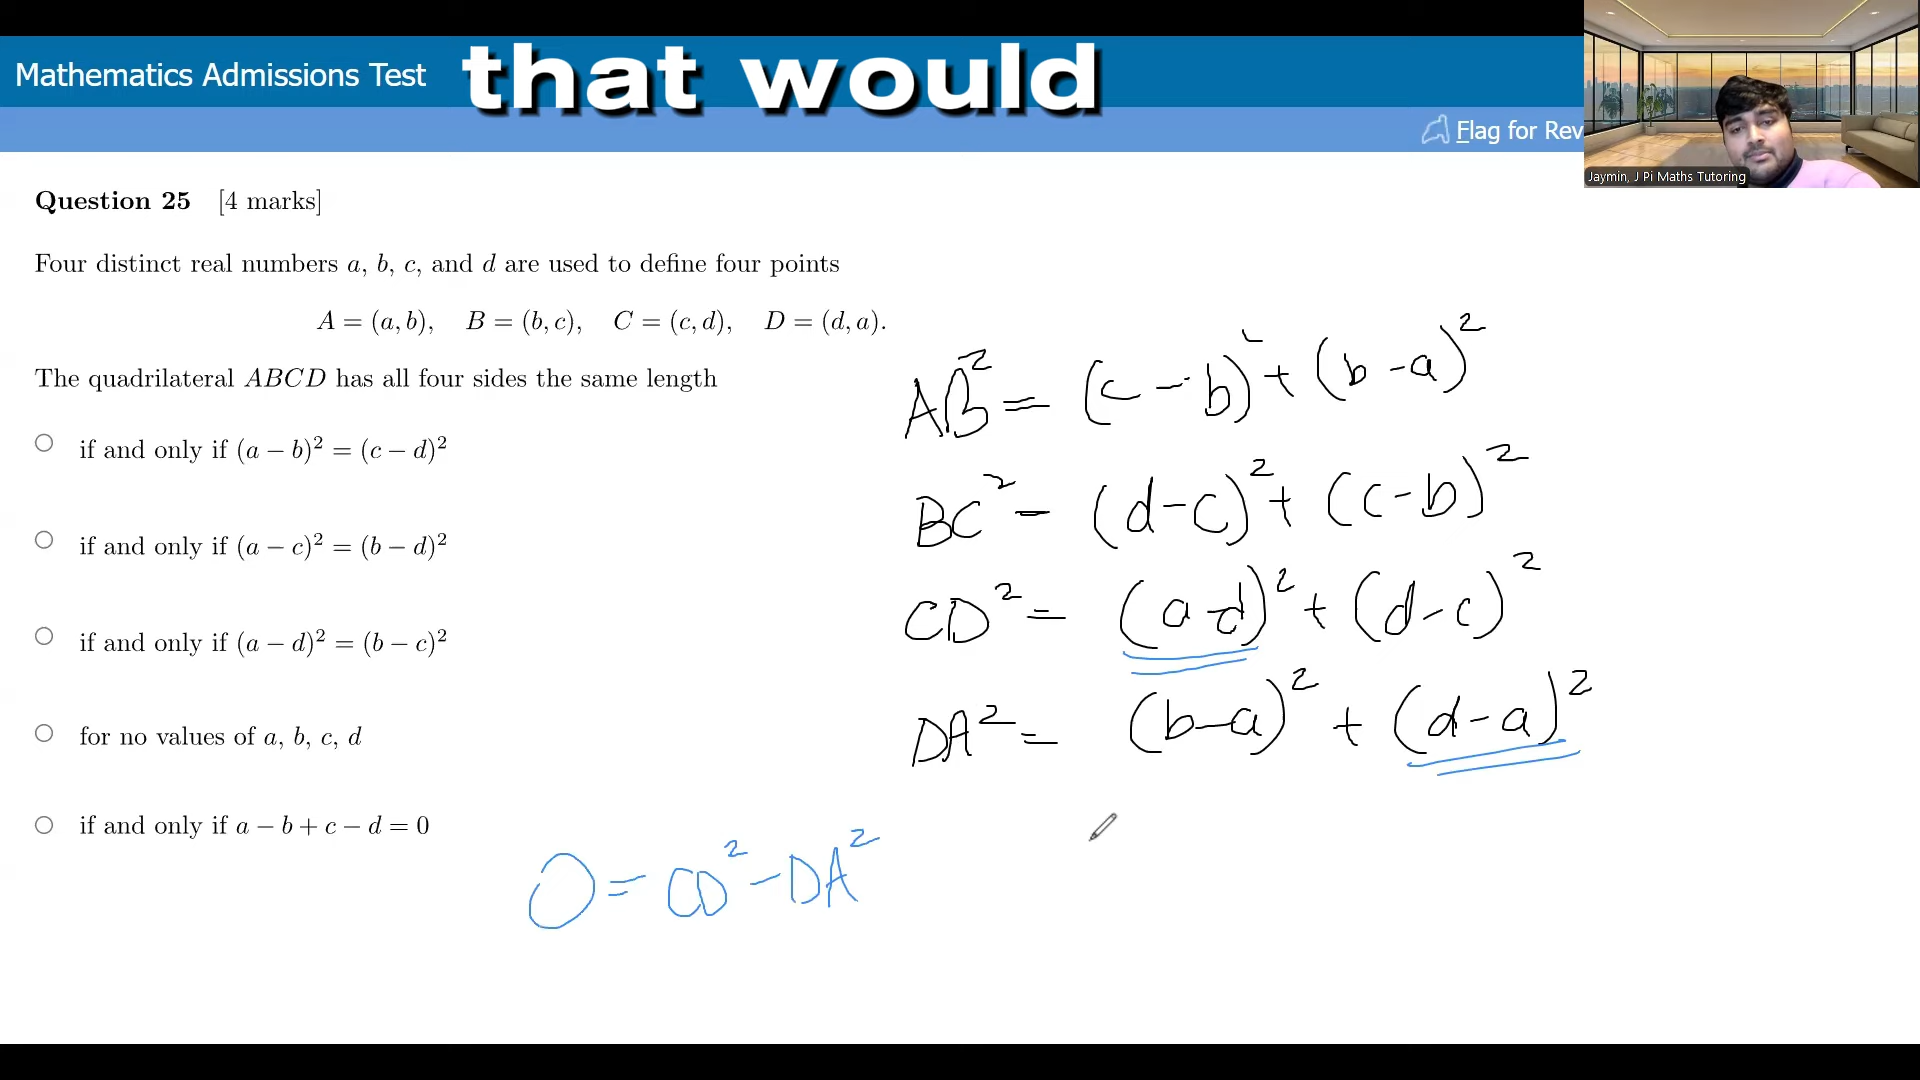 Mathematics Admissions Test
that would
Flag for Rev
Jaymin, J Pi Maths Tutoring
Question 25 [4 marks]
Four distinct real numbers a, b, c, and d are used to define four points
A = (a, b), B = (b, c), C = (c, d), D = (d, a).
The quadrilateral ABCD has all four sides the same length
if and only if (a − b)² = (c − d)²
if and only if (a − c)² = (b − d)²
if and only if (a − d)² = (b − c)²
for no values of a, b, c, d
if and only if a − b + c − d = 0
AB² = (c − b)² + (b − a)²
BC² = (d − c)² + (c − b)²
CD² = (a − d)² + (d − c)²
DA² = (b − a)² + (d − a)²
0 = CD² − DA²